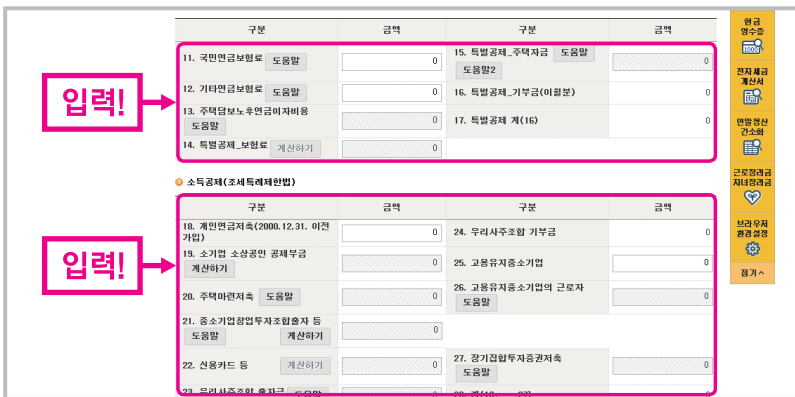 구분 금액 구분 금액
11. 국민연금보험료 도움말 0 15. 특별공제_주택자금 도움말 0
도움말2
12. 기타연금보험료 도움말 0 16. 특별공제_기부금(이월분) 0
13. 주택담보노후연금이자비용 0 17. 특별공제 계(16) 0
도움말
14. 특별공제_보험료 계산하기 0
입력!
소득공제(조세특례제한법)
구분 금액 구분 금액
18. 개인연금저축(2000.12.31. 이전 0 24. 우리사주조합 기부금 0
가입)
19. 소기업 소상공인 공제부금 0 25. 고용유지중소기업 0
계산하기
20. 주택마련저축 도움말 0 26. 고용유지중소기업의 근로자 0
도움말
21. 중소기업창업투자조합출자 등 0
도움말 계산하기
22. 신용카드 등 계산하기 0 27. 장기집합투자증권저축 0
도움말
23. 우리사주조합 출자금 도움말
입력!
현금
영수증
전자세금
계산서
연말정산
간소화
근로장려금
자녀장려금
브라우저
환경설정
접기